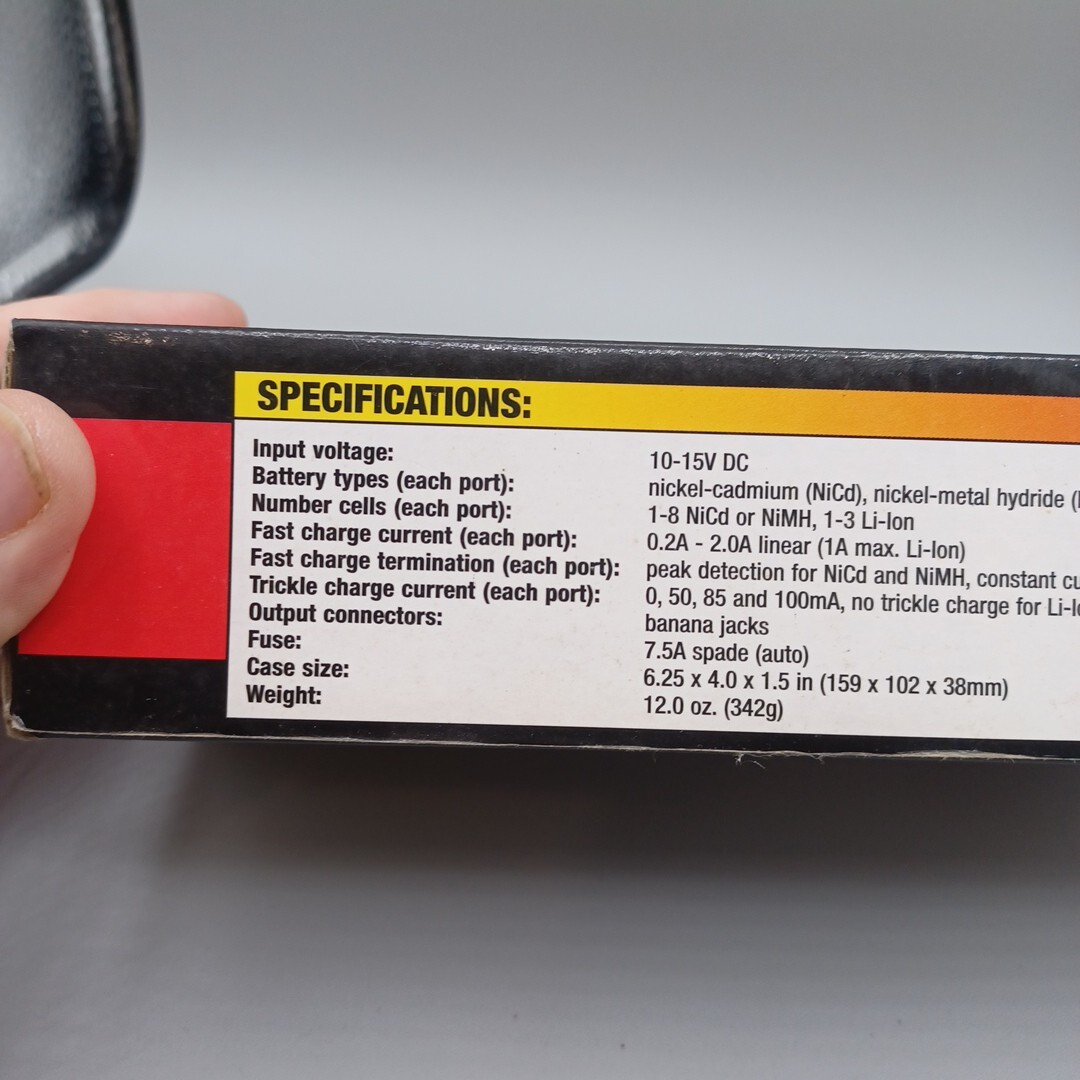 SPECIFICATIONS:
Input voltage: 10-15V DC
Battery types (each port): nickel-cadmium (NiCd), nickel-metal hydride
Number cells (each port): 1-8 NiCd or NiMH, 1-3 Li-Ion
Fast charge current (each port): 0.2A - 2.0A linear (1A max. Li-Ion)
Fast charge termination (each port): peak detection for NiCd and NiMH, constant
Trickle charge current (each port): 0, 50, 85 and 100mA, no trickle charge for
Output connectors: banana jacks
Fuse: 7.5A spade (auto)
Case size: 6.25 x 4.0 x 1.5 in (159 x 102 x 38mm)
Weight: 12.0 oz. (342g)